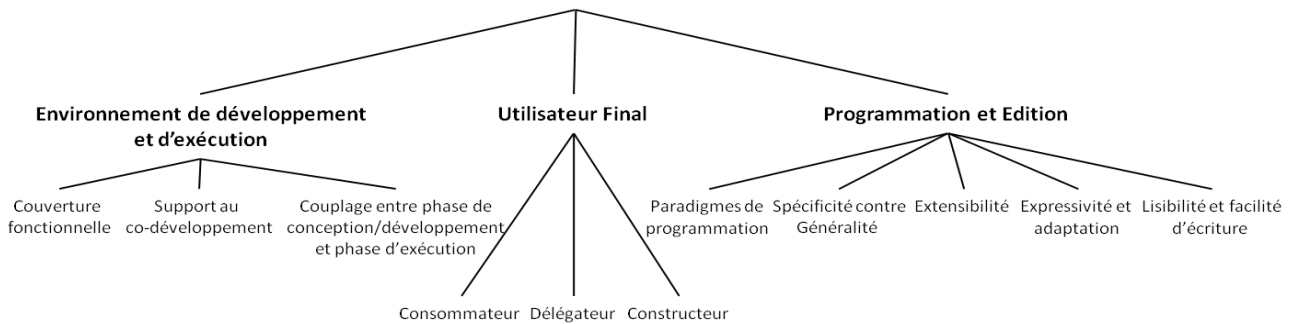 Environnement de développement
et d'exécution
Utilisateur Final
Programmation et Edition
Couverture
fonctionnelle
Support au
co-développement
Couplage entre phase de
conception/développement
et phase d'exécution
Consommateur
Délégateur
Constructeur
Paradigmes de
programmation
Spécificité contre
Généralité
Extensibilité
Expressivité et
adaptation
Lisibilité et facilité
d'écriture